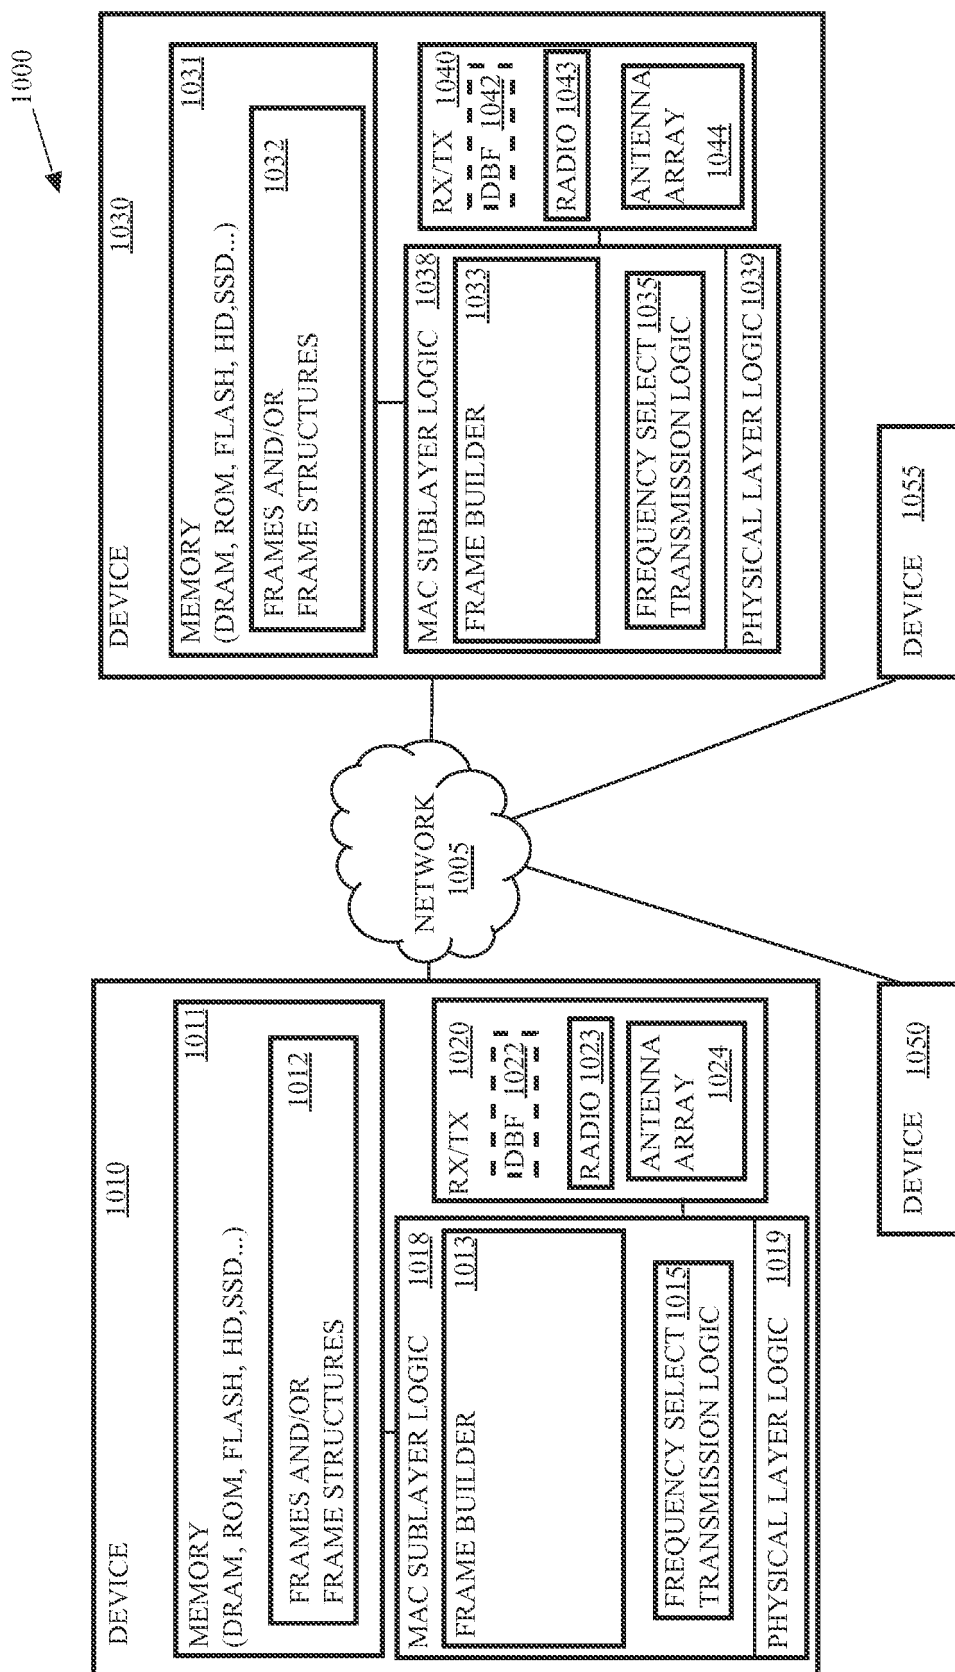 1000
DEVICE 1010
MEMORY 1011
(DRAM, ROM, FLASH, HD,SSD...)
FRAMES AND/OR 1012
FRAME STRUCTURES
MAC SUBLAYER LOGIC 1018
FRAME BUILDER 1013
FREQUENCY SELECT 1015
TRANSMISSION LOGIC
PHYSICAL LAYER LOGIC 1019
RX/TX 1020
DBF 1022
RADIO 1023
ANTENNA
ARRAY
1024
NETWORK
1005
DEVICE 1030
MEMORY 1031
(DRAM, ROM, FLASH, HD,SSD...)
FRAMES AND/OR 1032
FRAME STRUCTURES
MAC SUBLAYER LOGIC 1038
FRAME BUILDER 1033
FREQUENCY SELECT 1035
TRANSMISSION LOGIC
PHYSICAL LAYER LOGIC 1039
RX/TX 1040
DBF 1042
RADIO 1043
ANTENNA
ARRAY
1044
DEVICE 1050
DEVICE 1055